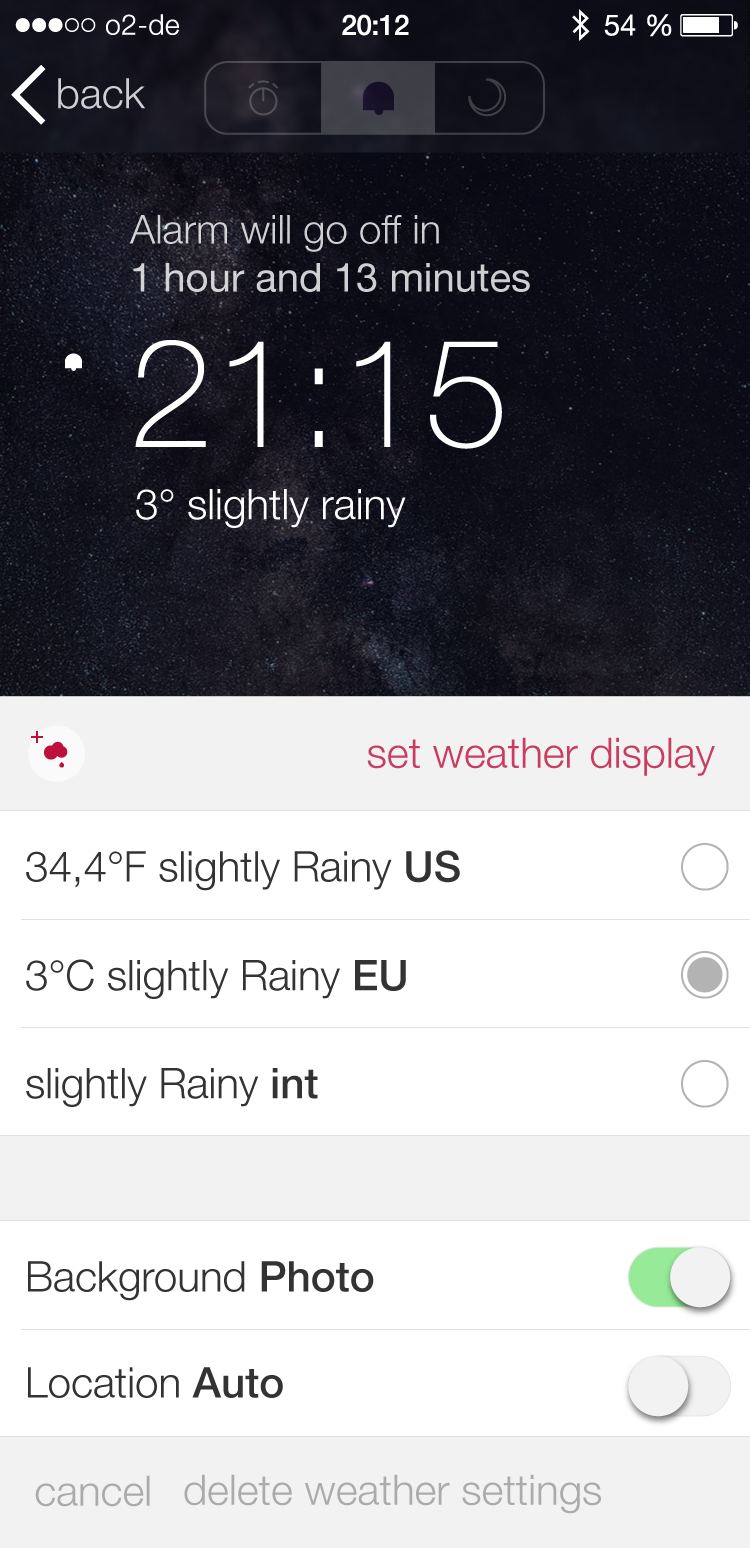 o2-de 20:12 54 %
back
Alarm will go off in
1 hour and 13 minutes
21:15
3° slightly rainy
set weather display
34,4°F slightly Rainy US
3°C slightly Rainy EU
slightly Rainy int
Background Photo
Location Auto
cancel delete weather settings